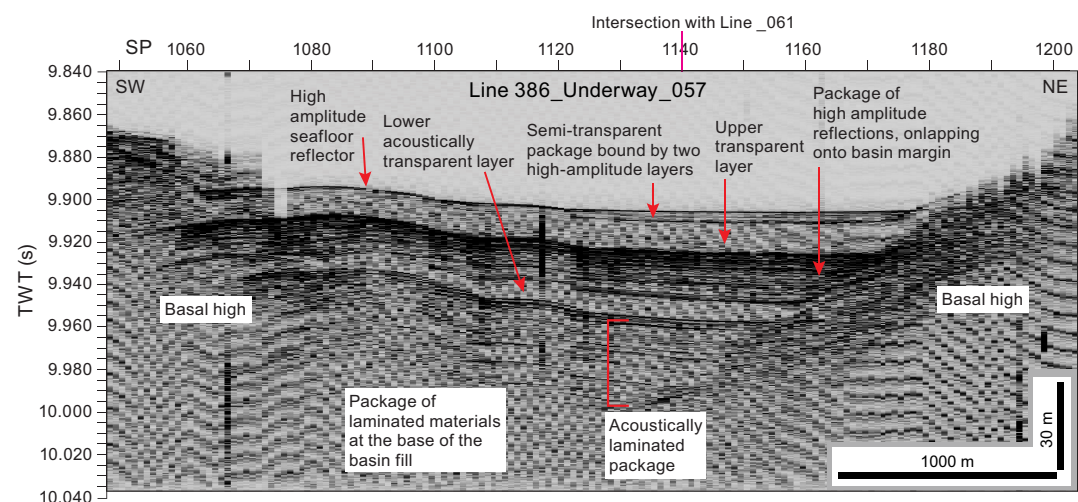 Intersection with Line _061
SP 1060 1080 1100 1120 1140 1160 1180 1200
SW
Line 386_Underway_057
NE
High
amplitude
seafloor
reflector
Lower
acoustically
transparent layer
Semi-transparent
package bound by two
high-amplitude layers
Upper
transparent
layer
Package of
high amplitude
reflections, onlapping
onto basin margin
TWT (s)
9.840
9.860
9.880
9.900
9.920
9.940
9.960
9.980
10.000
10.020
10.040
Basal high
Basal high
Package of
laminated materials
at the base of the
basin fill
Acoustically
laminated
package
30 m
1000 m